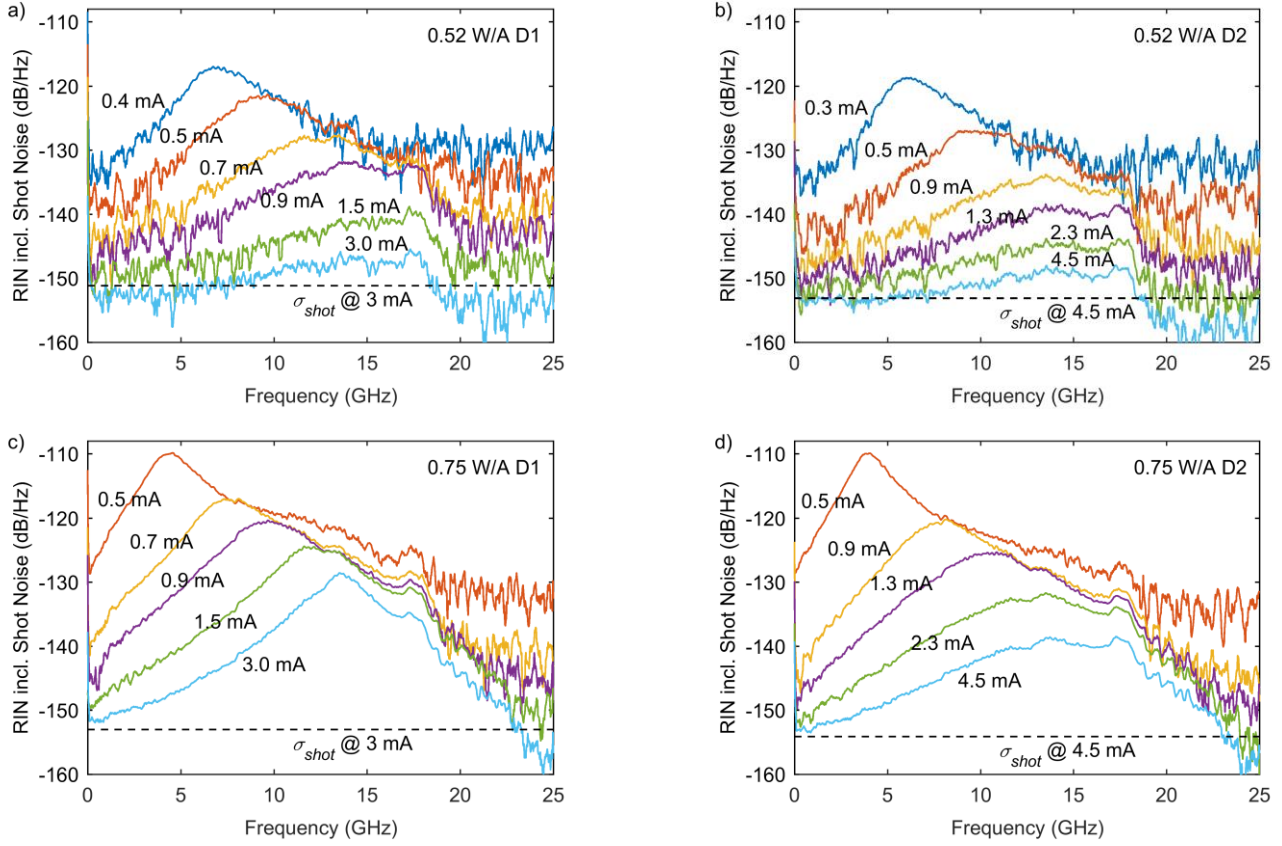 a)
0.52 W/A D1
RIN incl. Shot Noise (dB/Hz)
-110
-120
-130
-140
-150
-160
0.4 mA
0.5 mA
0.7 mA
0.9 mA
1.5 mA
3.0 mA
σshot @ 3 mA
0 5 10 15 20 25
Frequency (GHz)
b)
0.52 W/A D2
RIN incl. Shot Noise (dB/Hz)
-110
-120
-130
-140
-150
-160
0.3 mA
0.5 mA
0.9 mA
1.3 mA
2.3 mA
4.5 mA
σshot @ 4.5 mA
0 5 10 15 20 25
Frequency (GHz)
c)
0.75 W/A D1
RIN incl. Shot Noise (dB/Hz)
-110
-120
-130
-140
-150
-160
0.5 mA
0.7 mA
0.9 mA
1.5 mA
3.0 mA
σshot @ 3 mA
0 5 10 15 20 25
Frequency (GHz)
d)
0.75 W/A D2
RIN incl. Shot Noise (dB/Hz)
-110
-120
-130
-140
-150
-160
0.5 mA
0.9 mA
1.3 mA
2.3 mA
4.5 mA
σshot @ 4.5 mA
0 5 10 15 20 25
Frequency (GHz)